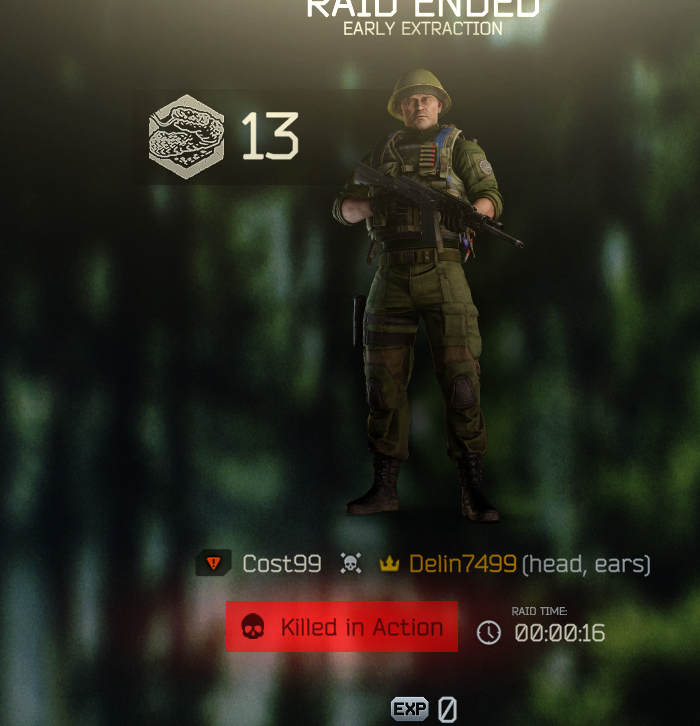 RAID ENDED
EARLY EXTRACTION
13
Cost99 Delin7499 (head, ears)
Killed in Action
RAID TIME:
00:00:16
EXP 0